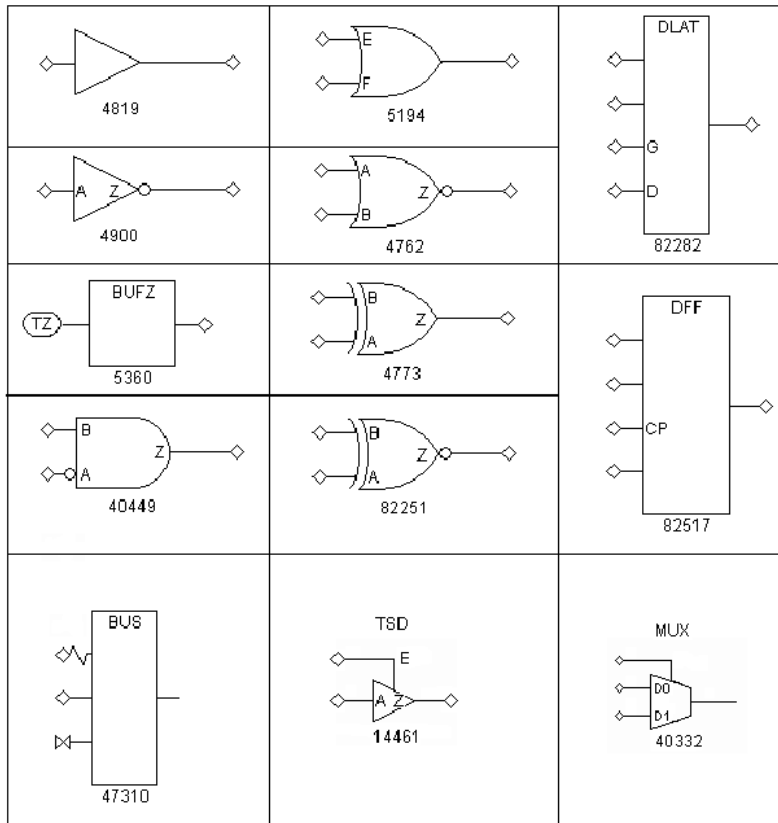 4819
E
F
5194
DLAT
G
D
82282
A Z
4900
A
B
Z
4762
TZ
BUFZ
5360
B
A
Z
4773
DFF
CP
82517
B
A
Z
40449
B
A
Z
82251
BUS
47310
TSD
E
A Z
14461
MUX
D0
D1
40332